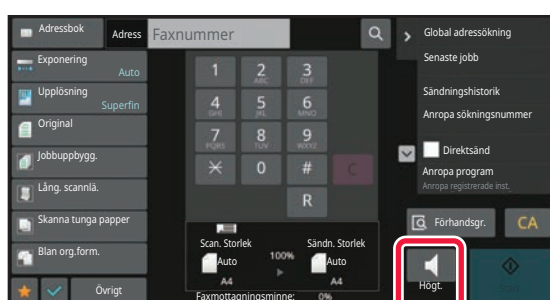 Adressbok
Adress
Faxnummer
Global adressökning
Exponering
Auto
Senaste jobb
Upplösning
Superfin
Sändningshistorik
Anropa sökningsnummer
Original
Jobbuppbygg.
Direktsänd
Lång. scannlä.
Anropa program
Anropa registrerade inst.
Skanna tunga papper
Blan org.form.
Övrigt
1
2 ABC
3 DEF
4 GHI
5 JKL
6 MNO
7 PQRS
8 TUV
9 WXYZ
0
#
C
R
Scan. Storlek
Auto
A4
100%
Sändn. Storlek
Auto
A4
Faxmottagningsminne: 0%
Förhandsgr.
CA
Högt.